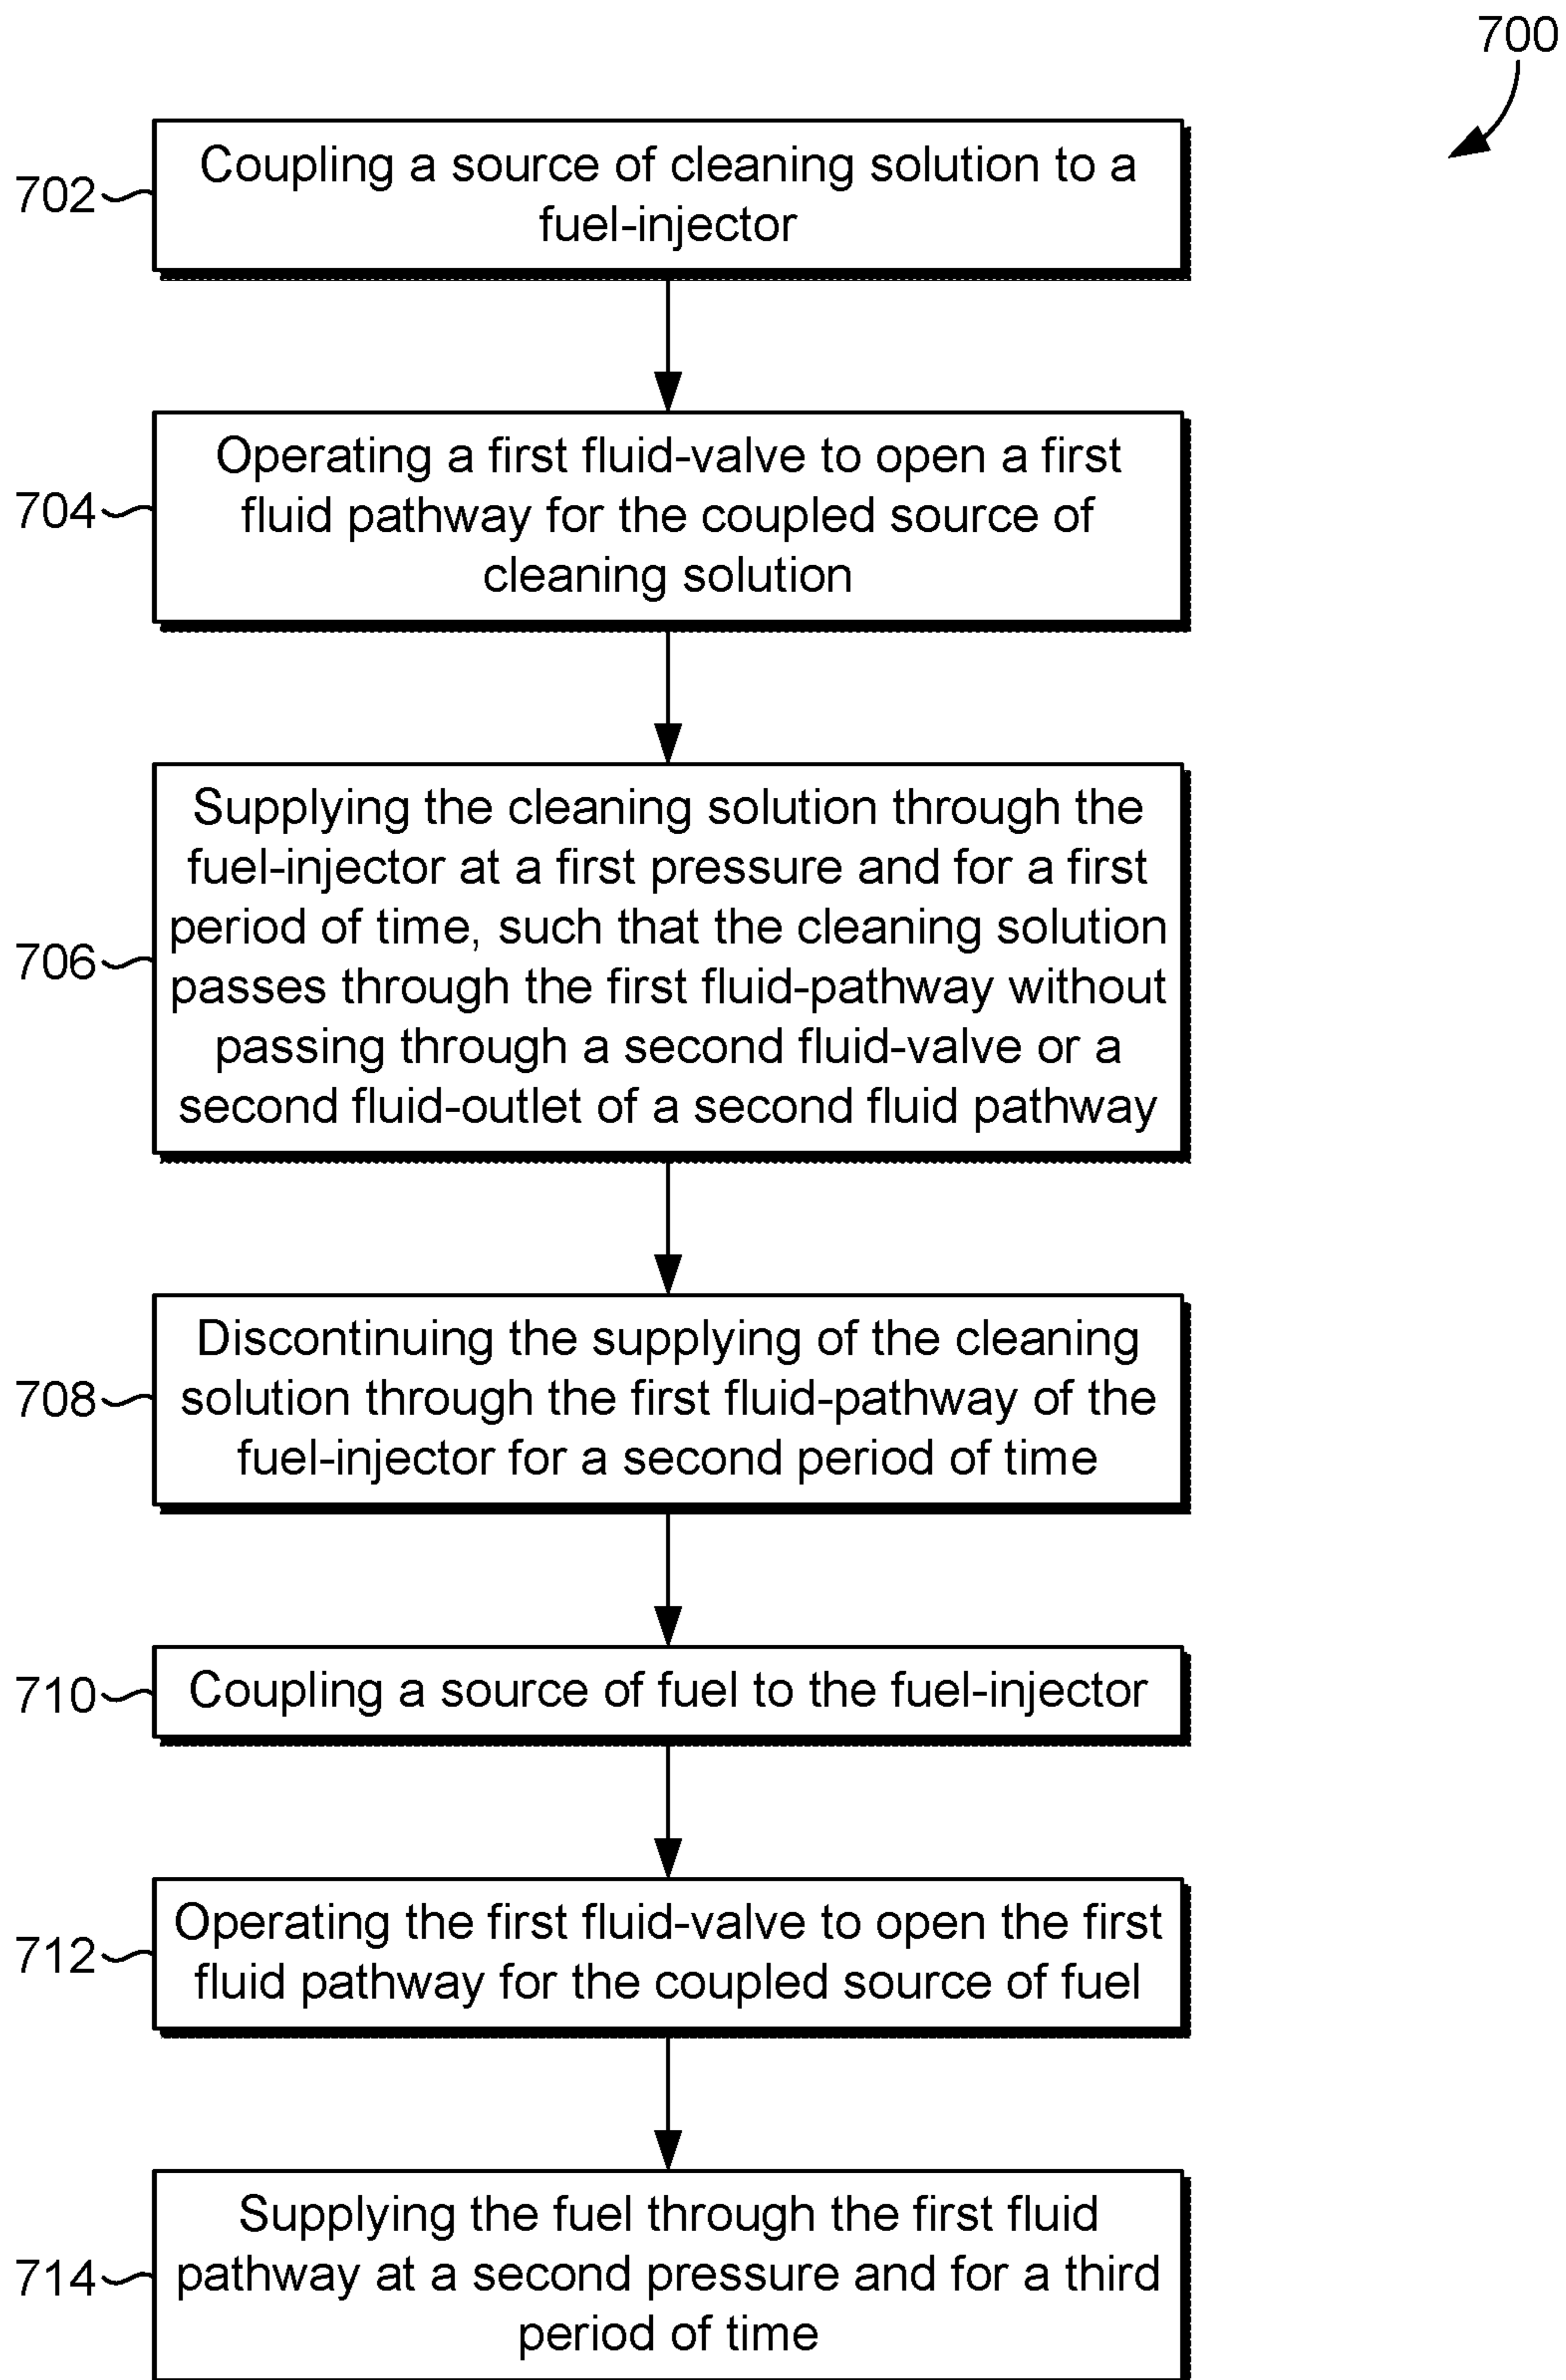 700
702
Coupling a source of cleaning solution to a
fuel-injector
704
Operating a first fluid-valve to open a first
fluid pathway for the coupled source of
cleaning solution
706
Supplying the cleaning solution through the
fuel-injector at a first pressure and for a first
period of time, such that the cleaning solution
passes through the first fluid-pathway without
passing through a second fluid-valve or a
second fluid-outlet of a second fluid pathway
708
Discontinuing the supplying of the cleaning
solution through the first fluid-pathway of the
fuel-injector for a second period of time
710
Coupling a source of fuel to the fuel-injector
712
Operating the first fluid-valve to open the first
fluid pathway for the coupled source of fuel
714
Supplying the fuel through the first fluid
pathway at a second pressure and for a third
period of time